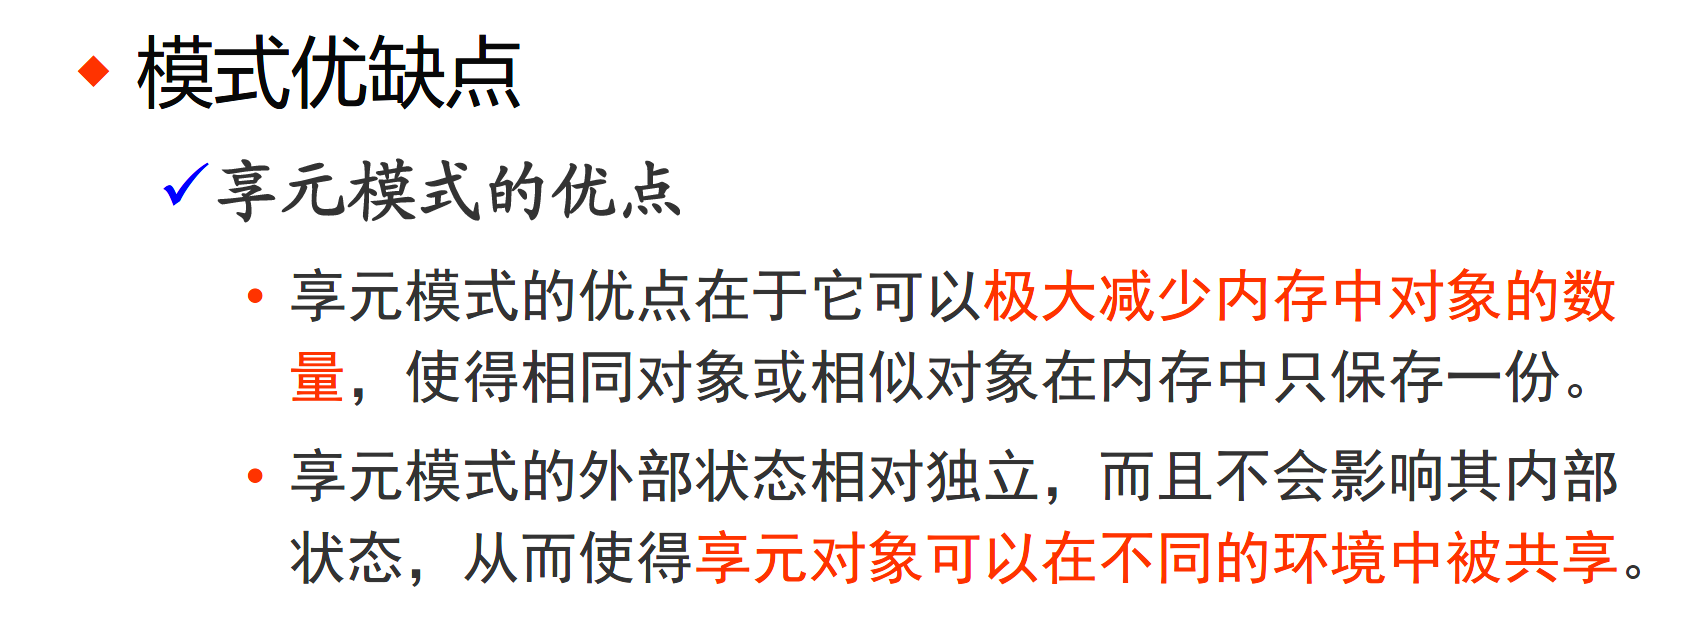 模式优缺点
享元模式的优点
享元模式的优点在于它可以极大减少内存中对象的数
量，使得相同对象或相似对象在内存中只保存一份。
享元模式的外部状态相对独立，而且不会影响其内部
状态，从而使得享元对象可以在不同的环境中被共享。